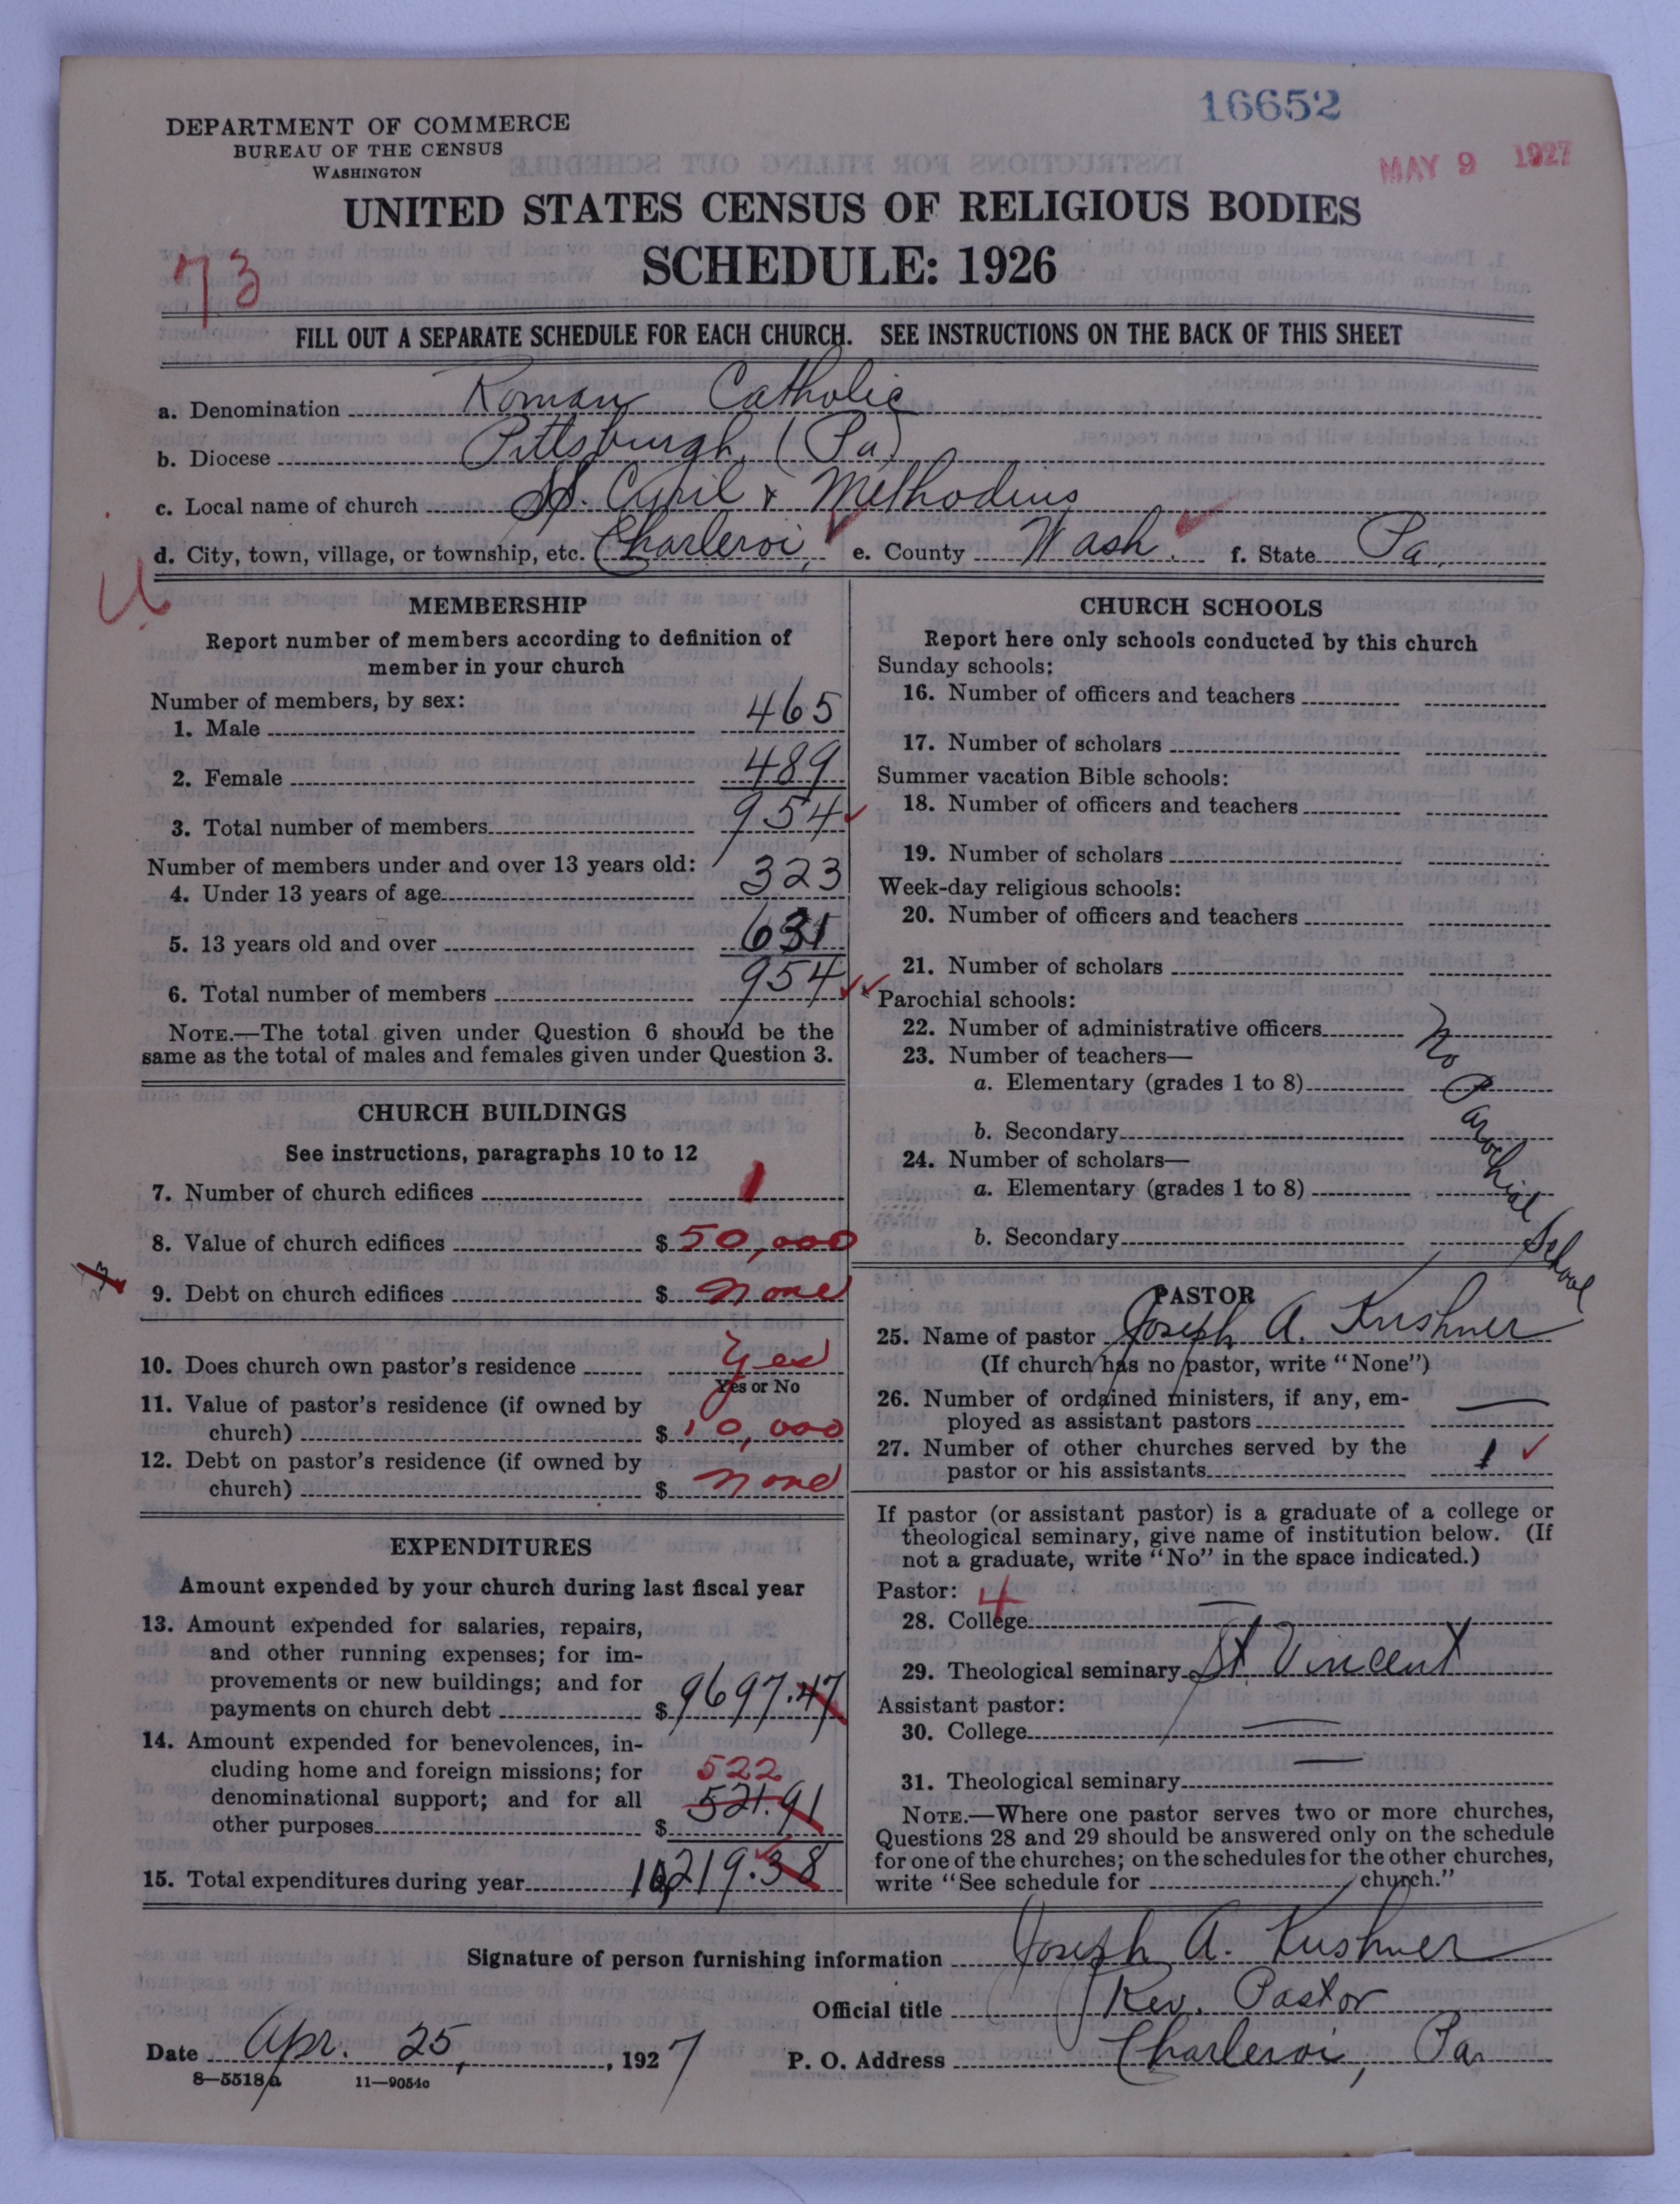 16652
MAY 9 1927
DEPARTMENT OF COMMERCE
BUREAU OF THE CENSUS
WASHINGTON
UNITED STATES CENSUS OF RELIGIOUS BODIES
SCHEDULE: 1926
73
FILL OUT A SEPARATE SCHEDULE FOR EACH CHURCH. SEE INSTRUCTIONS ON THE BACK OF THIS SHEET
a. Denomination Roman Catholic
b. Diocese Pittsburgh, (Pa)
c. Local name of church St. Cyril & Methodius
d. City, town, village, or township, etc. Charleroi, e. County Wash. f. State Pa.
MEMBERSHIP
Report number of members according to definition of
member in your church
Number of members, by sex:
1. Male 465
2. Female 489
3. Total number of members 954
Number of members under and over 13 years old:
4. Under 13 years of age 323
5. 13 years old and over 631
6. Total number of members 954
NOTE.—The total given under Question 6 should be the
same as the total of males and females given under Question 3.
CHURCH BUILDINGS
See instructions, paragraphs 10 to 12
7. Number of church edifices 1
8. Value of church edifices $ 50,000
9. Debt on church edifices $ none
10. Does church own pastor's residence Yes
Yes or No
11. Value of pastor's residence (if owned by
church) $ 10,000
12. Debt on pastor's residence (if owned by
church) $ none
EXPENDITURES
Amount expended by your church during last fiscal year
13. Amount expended for salaries, repairs,
and other running expenses; for im-
provements or new buildings; and for
payments on church debt $ 9697.47
14. Amount expended for benevolences, in-
cluding home and foreign missions; for 522
denominational support; and for all 521.91
other purposes $
15. Total expenditures during year 10,219.38
CHURCH SCHOOLS
Report here only schools conducted by this church
Sunday schools:
16. Number of officers and teachers
17. Number of scholars
Summer vacation Bible schools:
18. Number of officers and teachers
19. Number of scholars
Week-day religious schools:
20. Number of officers and teachers
21. Number of scholars
Parochial schools:
22. Number of administrative officers
23. Number of teachers—
a. Elementary (grades 1 to 8)
b. Secondary
24. Number of scholars—
a. Elementary (grades 1 to 8)
b. Secondary
No Parochial School
PASTOR
25. Name of pastor Joseph A. Kushner
(If church has no pastor, write "None")
26. Number of ordained ministers, if any, em-
ployed as assistant pastors —
27. Number of other churches served by the
pastor or his assistants 1
If pastor (or assistant pastor) is a graduate of a college or
theological seminary, give name of institution below. (If
not a graduate, write "No" in the space indicated.)
Pastor: 4
28. College —
29. Theological seminary St Vincent
Assistant pastor:
30. College —
31. Theological seminary —
NOTE.—Where one pastor serves two or more churches,
Questions 28 and 29 should be answered only on the schedule
for one of the churches; on the schedules for the other churches,
write "See schedule for church."
Signature of person furnishing information Joseph A. Kushner
Official title Rev. Pastor
Date Apr. 25, 1927 P. O. Address Charleroi, Pa.
8—5518a 11—9054c